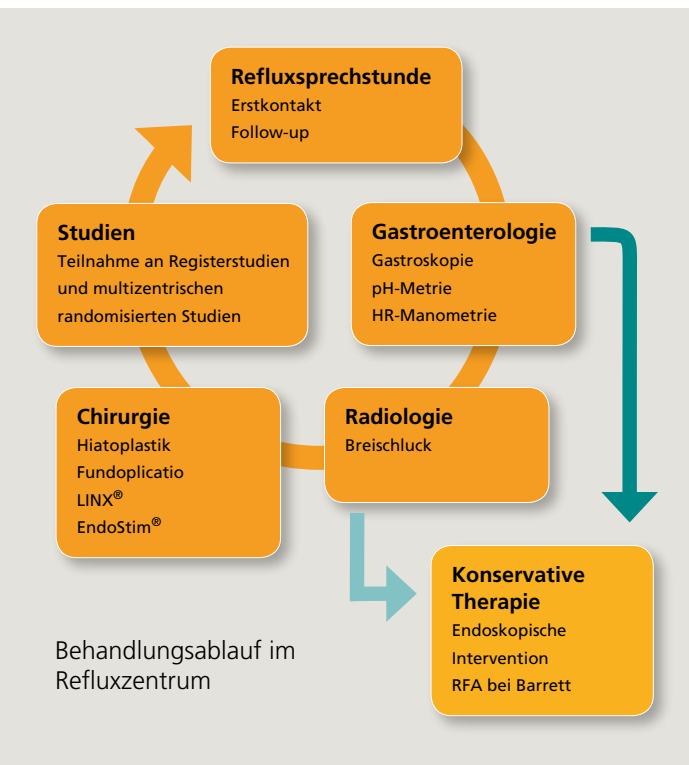 Refluxsprechstunde
Erstkontakt
Follow-up
Gastroenterologie
Gastroskopie
pH-Metrie
HR-Manometrie
Radiologie
Breischluck
Chirurgie
Hiatoplastik
Fundoplicatio
LINX®
EndoStim®
Studien
Teilnahme an Registerstudien
und multizentrischen
randomisierten Studien
Konservative
Therapie
Endoskopische
Intervention
RFA bei Barrett
Behandlungsablauf im
Refluxzentrum